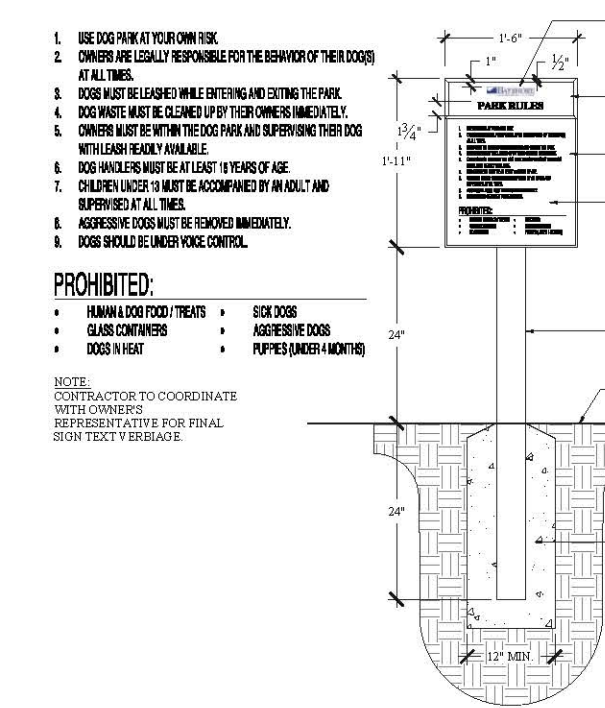 1. USE DOG PARK AT YOUR OWN RISK.
2. OWNERS ARE LEGALLY RESPONSIBLE FOR THE BEHAVIOR OF THEIR DOG(S)
AT ALL TIMES.
3. DOGS MUST BE LEASHED WHILE ENTERING AND EXITING THE PARK.
4. DOG WASTE MUST BE CLEANED UP BY THEIR OWNERS IMMEDIATELY.
5. OWNERS MUST BE WITHIN THE DOG PARK AND SUPERVISING THEIR DOG
WITH LEASH READILY AVAILABLE.
6. DOG HANDLERS MUST BE AT LEAST YEARS OF AGE.
7. CHILDREN UNDER 13 MUST BE ACCOMPANIED BY AN ADULT AND
SUPERVISED AT ALL TIMES.
8. AGGRESSIVE DOGS MUST BE REMOVED IMMEDIATELY.
9. DOGS SHOULD BE UNDER VOICE CONTROL.
PROHIBITED:
• HUMAN & DOG FOOD / TREATS • SICK DOGS
• GLASS CONTAINERS • AGGRESSIVE DOGS
• DOGS IN HEAT • PUPPIES (UNDER 4 MONTHS)
NOTE:
CONTRACTOR TO COORDINATE
WITH OWNER'S
REPRESENTATIVE FOR FINAL
SIGN TEXT VERBIAGE.
1'-6"
1" 1/2"
PARK RULES
1 3/4"
1'-11"
PROHIBITED:
24"
24"
12" MIN.